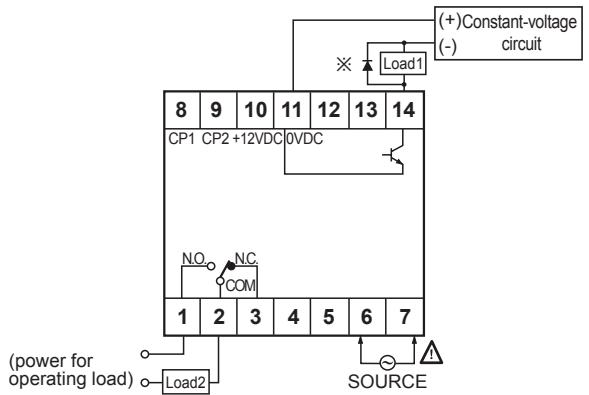 (+)Constant-voltage
(-) circuit
※ Load1
8 9 10 11 12 13 14
CP1 CP2 +12VDC 0VDC
N.O. N.C.
COM
1 2 3 4 5 6 7
(power for
operating load) Load2
SOURCE